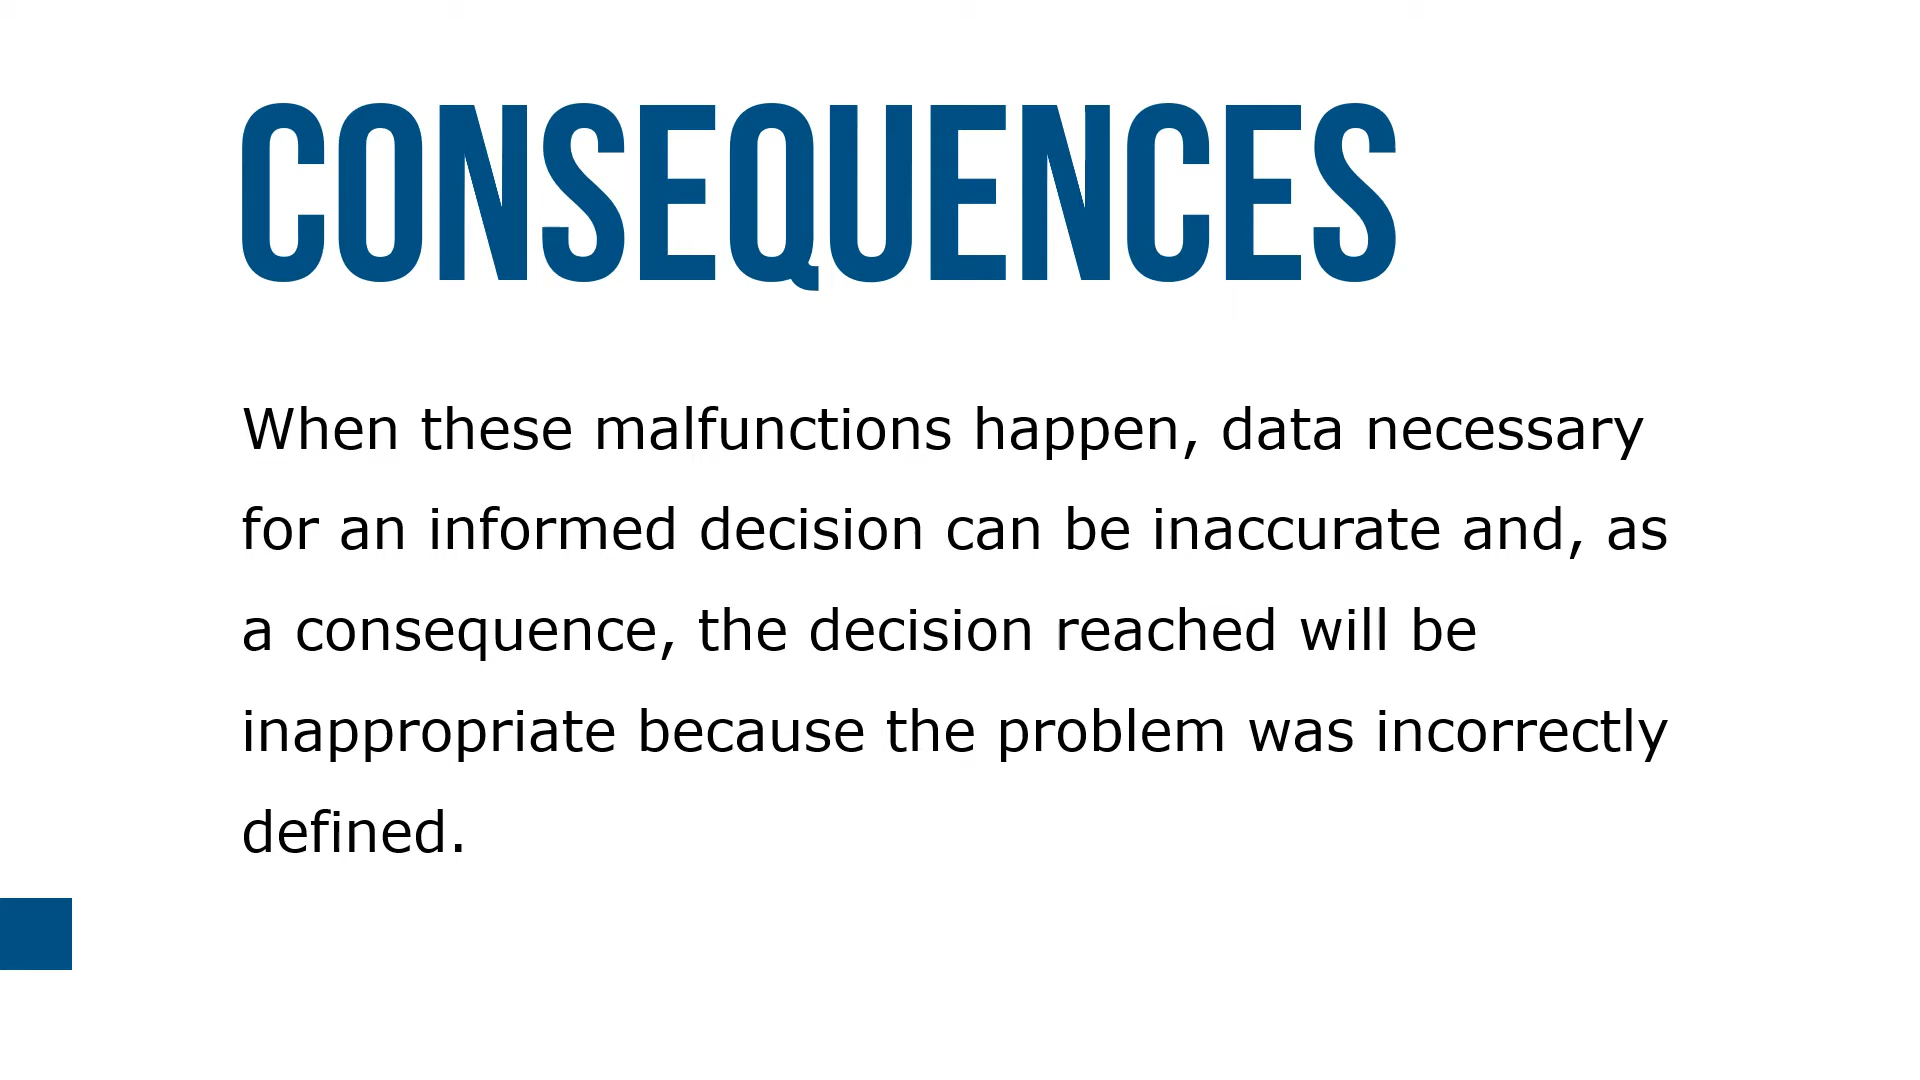 CONSEQUENCES
When these malfunctions happen, data necessary
for an informed decision can be inaccurate and, as
a consequence, the decision reached will be
inappropriate because the problem was incorrectly
defined.